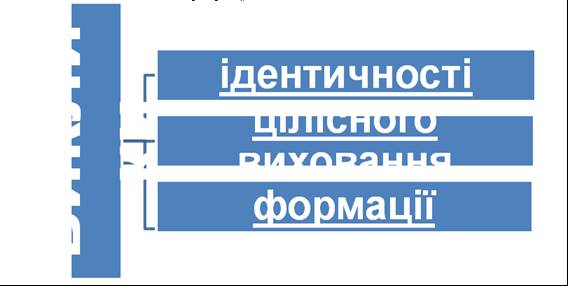 ідентичності
цілісного
виховання
формації